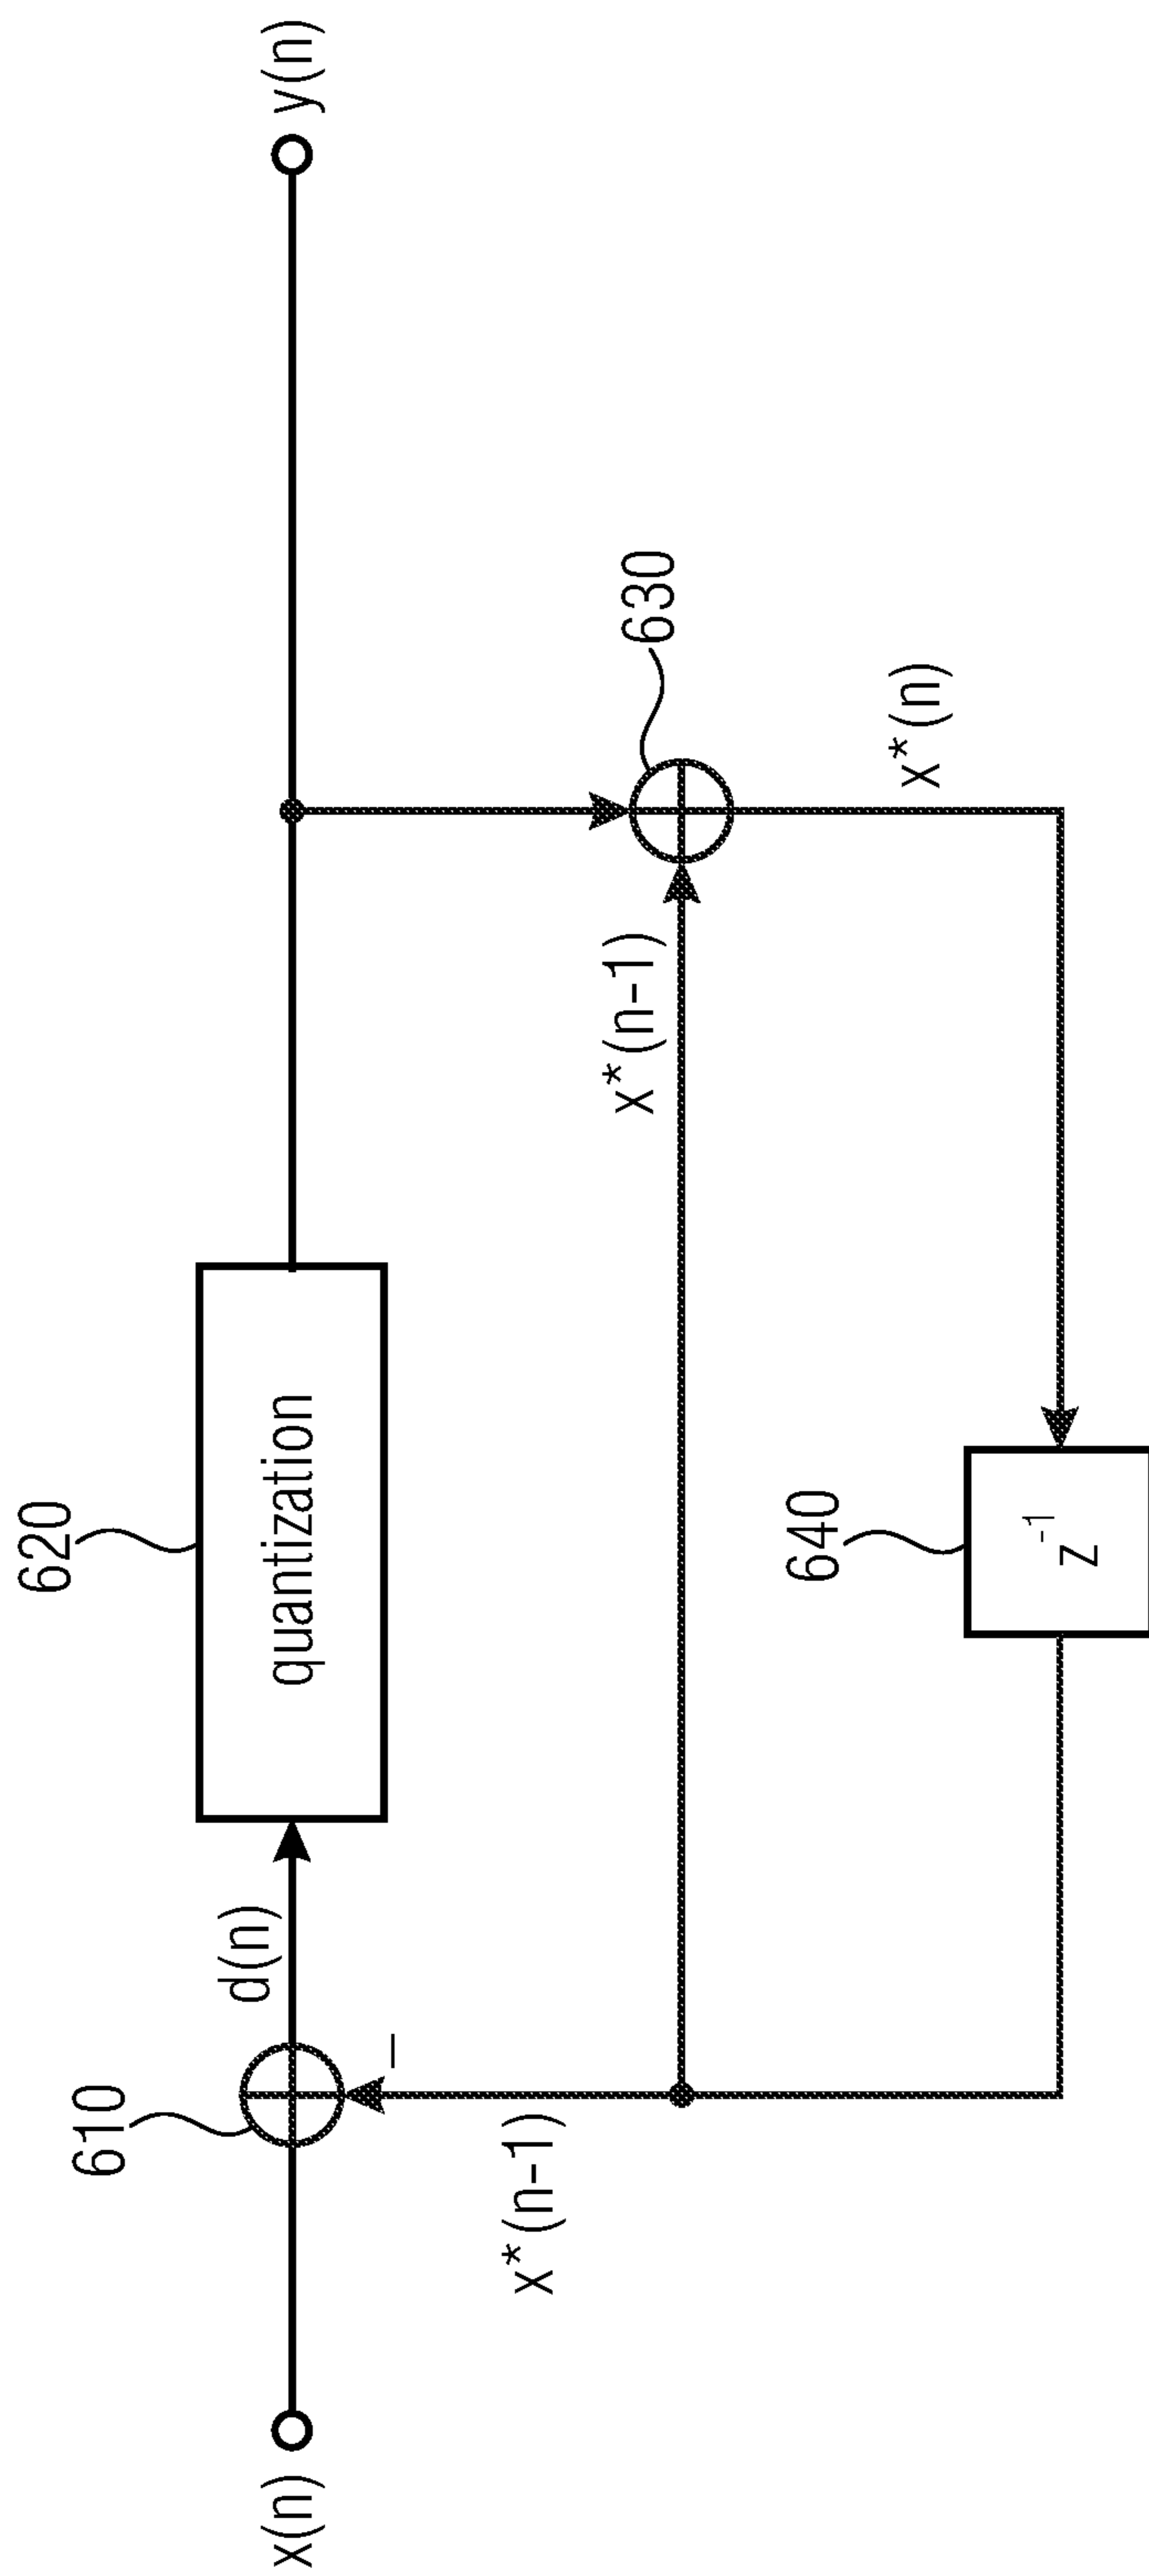 610
620
x(n)
d(n)
quantization
y(n)
–
x*(n-1)
x*(n-1)
630
640
z-1
x*(n)